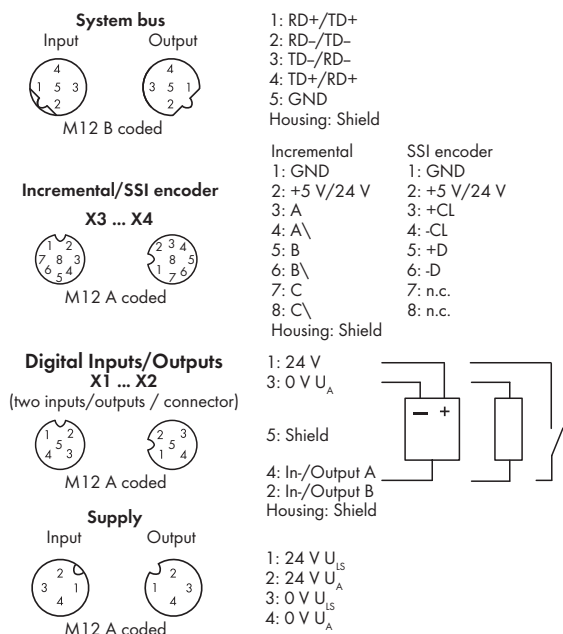 System bus
Input Output
4 4
1 5 3 3 5 1
2 2
M12 B coded
1: RD+/TD+
2: RD–/TD–
3: TD–/RD–
4: TD+/RD+
5: GND
Housing: Shield
Incremental/SSI encoder
X3 ... X4
1 2 2 3 4
7 8 3 8 5
6 5 4 1 7 6
M12 A coded
Incremental
1: GND
2: +5 V/24 V
3: A
4: A\
5: B
6: B\
7: C
8: C\
Housing: Shield
SSI encoder
1: GND
2: +5 V/24 V
3: +CL
4: -CL
5: +D
6: -D
7: n.c.
8: n.c.
Digital Inputs/Outputs
X1 ... X2
(two inputs/outputs / connector)
1 2 2 3
5 5
4 3 1 4
M12 A coded
1: 24 V
3: 0 V U_A
5: Shield
4: In-/Output A
2: In-/Output B
Housing: Shield
– +
Supply
Input Output
2 2
3 1 1 3
4 4
M12 A coded
1: 24 V U_LS
2: 24 V U_A
3: 0 V U_LS
4: 0 V U_A